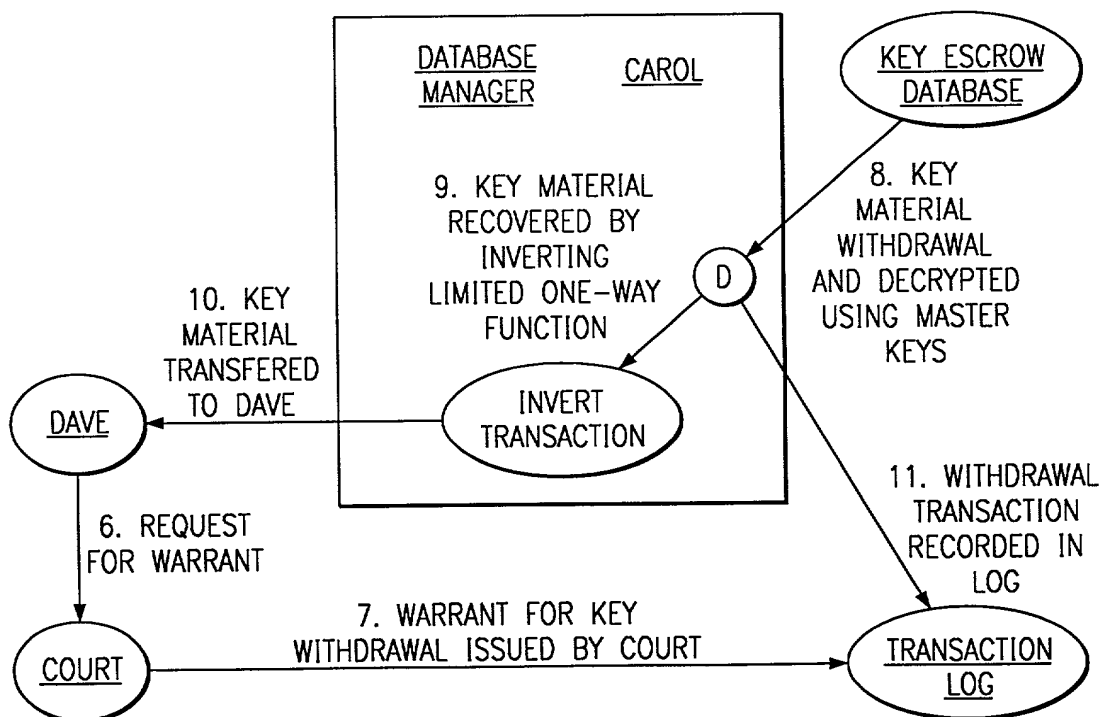 DATABASE
MANAGER
CAROL
KEY ESCROW
DATABASE
9. KEY MATERIAL
RECOVERED BY
INVERTING
LIMITED ONE-WAY
FUNCTION
8. KEY
MATERIAL
WITHDRAWAL
AND DECRYPTED
USING MASTER
KEYS
D
10. KEY
MATERIAL
TRANSFERED
TO DAVE
INVERT
TRANSACTION
DAVE
11. WITHDRAWAL
TRANSACTION
RECORDED IN
LOG
6. REQUEST
FOR WARRANT
7. WARRANT FOR KEY
WITHDRAWAL ISSUED BY COURT
COURT
TRANSACTION
LOG